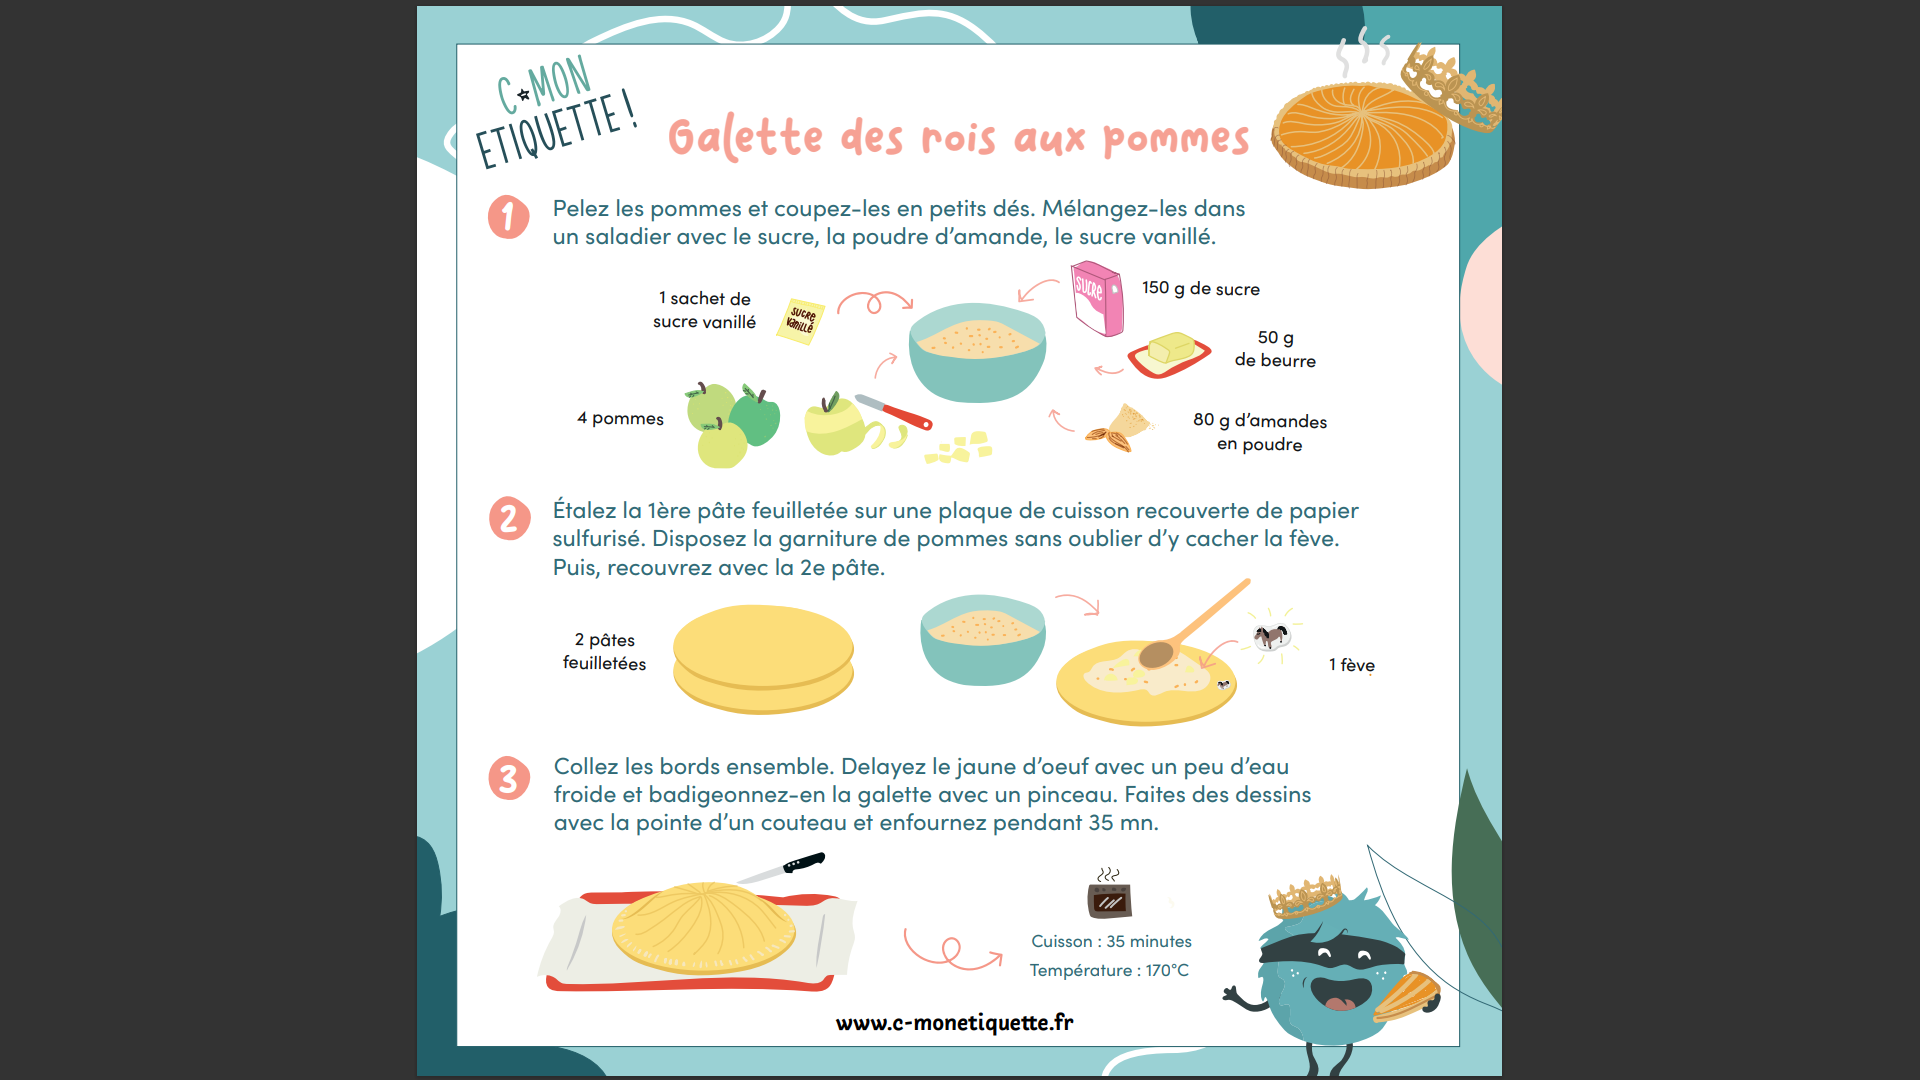 C★MON
ETIQUETTE !
Galette des rois aux pommes
1
Pelez les pommes et coupez-les en petits dés. Mélangez-les dans
un saladier avec le sucre, la poudre d’amande, le sucre vanillé.
1 sachet de
sucre vanillé
sucre
vanillé
SUCRE
150 g de sucre
50 g
de beurre
4 pommes
80 g d’amandes
en poudre
2
Étalez la 1ère pâte feuilletée sur une plaque de cuisson recouverte de papier
sulfurisé. Disposez la garniture de pommes sans oublier d’y cacher la fève.
Puis, recouvrez avec la 2e pâte.
2 pâtes
feuilletées
1 fève
3
Collez les bords ensemble. Delayez le jaune d’oeuf avec un peu d’eau
froide et badigeonnez-en la galette avec un pinceau. Faites des dessins
avec la pointe d’un couteau et enfournez pendant 35 mn.
Cuisson : 35 minutes
Température : 170°C
www.c-monetiquette.fr